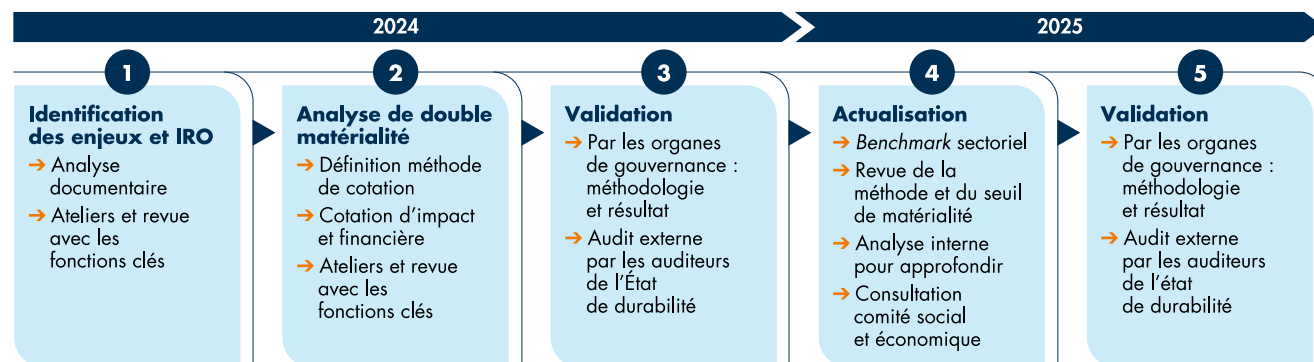 2024
2025
1
Identification
des enjeux et IRO
→ Analyse
documentaire
→ Ateliers et revue
avec les
fonctions clés
2
Analyse de double
matérialité
→ Définition méthode
de cotation
→ Cotation d’impact
et financière
→ Ateliers et revue
avec les
fonctions clés
3
Validation
→ Par les organes
de gouvernance :
méthodologie
et résultat
→ Audit externe
par les auditeurs
de l’État
de durabilité
4
Actualisation
→ Benchmark sectoriel
→ Revue de la
méthode et du seuil
de matérialité
→ Analyse interne
pour approfondir
→ Consultation
comité social
et économique
5
Validation
→ Par les organes
de gouvernance :
méthodologie
et résultat
→ Audit externe
par les auditeurs
de l’état
de durabilité